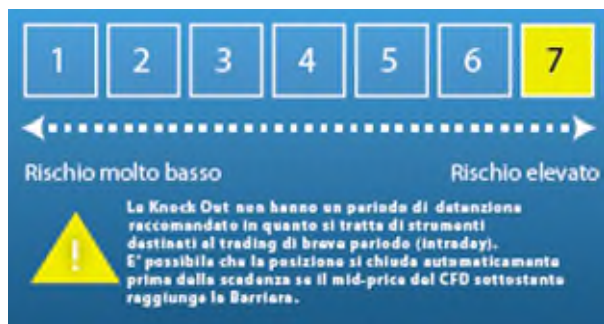 1 2 3 4 5 6 7
Rischio molto basso Rischio elevato
Le Knock Out non hanno un periodo di detenzione
raccomandato in quanto si tratta di strumenti
destinati al trading di breve periodo (intraday).
E' possibile che la posizione si chiuda automaticamente
prima della scadenza se il mid-price del CFD sottostante
raggiunge la Barriera.
!